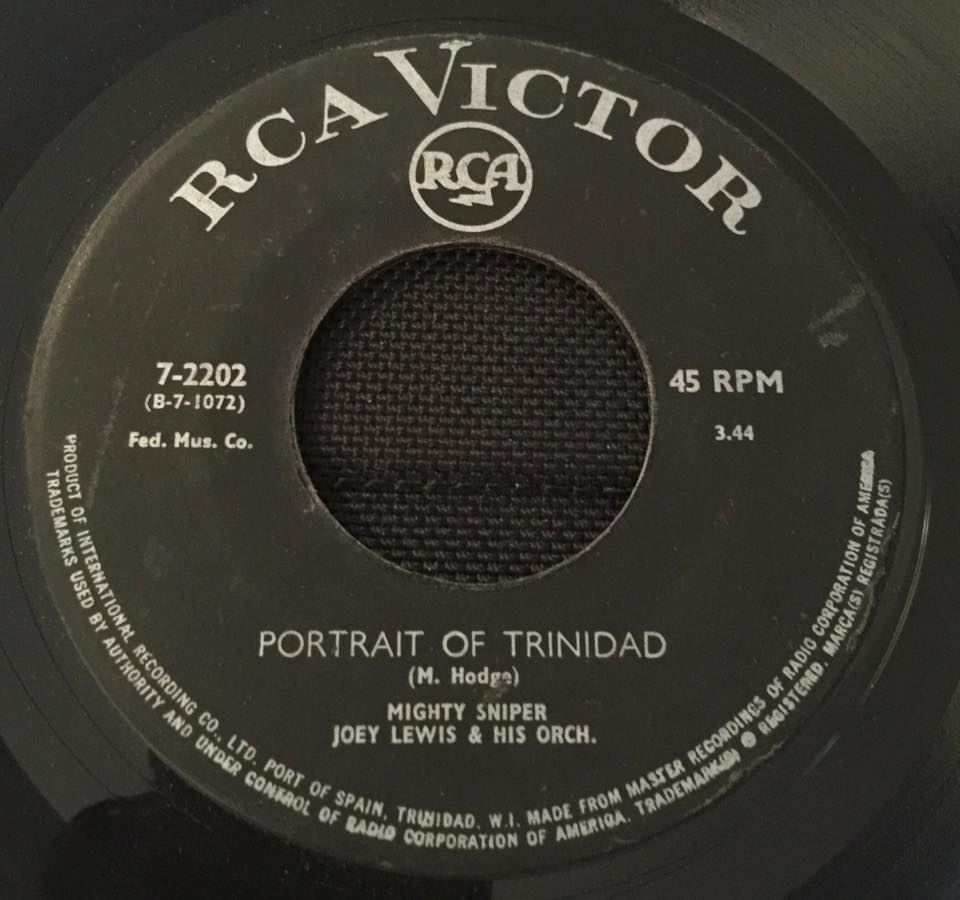 RCA VICTOR
RCA
7-2202
(B-7-1072)
Fed. Mus. Co.
45 RPM
3.44
PORTRAIT OF TRINIDAD
(M. Hodge)
MIGHTY SNIPER
JOEY LEWIS & HIS ORCH.
PRODUCT OF INTERNATIONAL RECORDING CO., LTD. PORT OF SPAIN, TRINIDAD, W.I. MADE FROM MASTER RECORDINGS OF RADIO CORPORATION OF AMERICA
TRADEMARKS USED BY AUTHORITY AND UNDER CONTROL OF RADIO CORPORATION OF AMERICA. TRADEMARK(S) ® REGISTERED, MARCA(S) REGISTRADA(S)